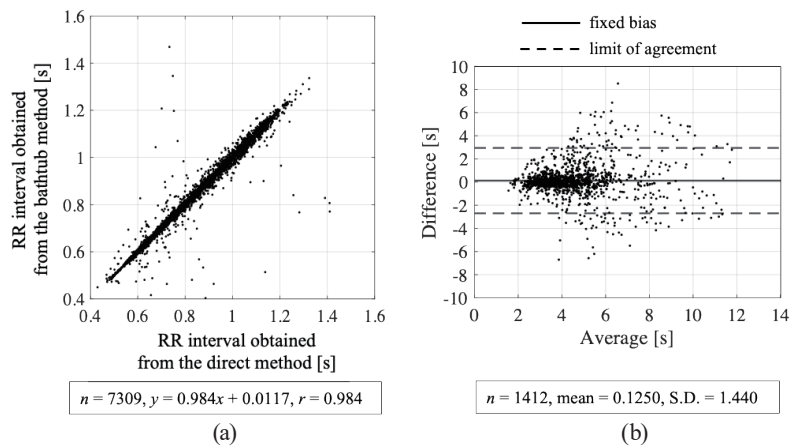 1.6
1.4
1.2
1
0.8
0.6
0.4
0.4
0.6
0.8
1
1.2
1.4
1.6
RR interval obtained
from the bathtub method [s]
RR interval obtained
from the direct method [s]
n = 7309, y = 0.984x + 0.0117, r = 0.984
(a)
fixed bias
limit of agreement
10
8
6
4
2
0
-2
-4
-6
-8
-10
0
2
4
6
8
10
12
14
Difference [s]
Average [s]
n = 1412, mean = 0.1250, S.D. = 1.440
(b)